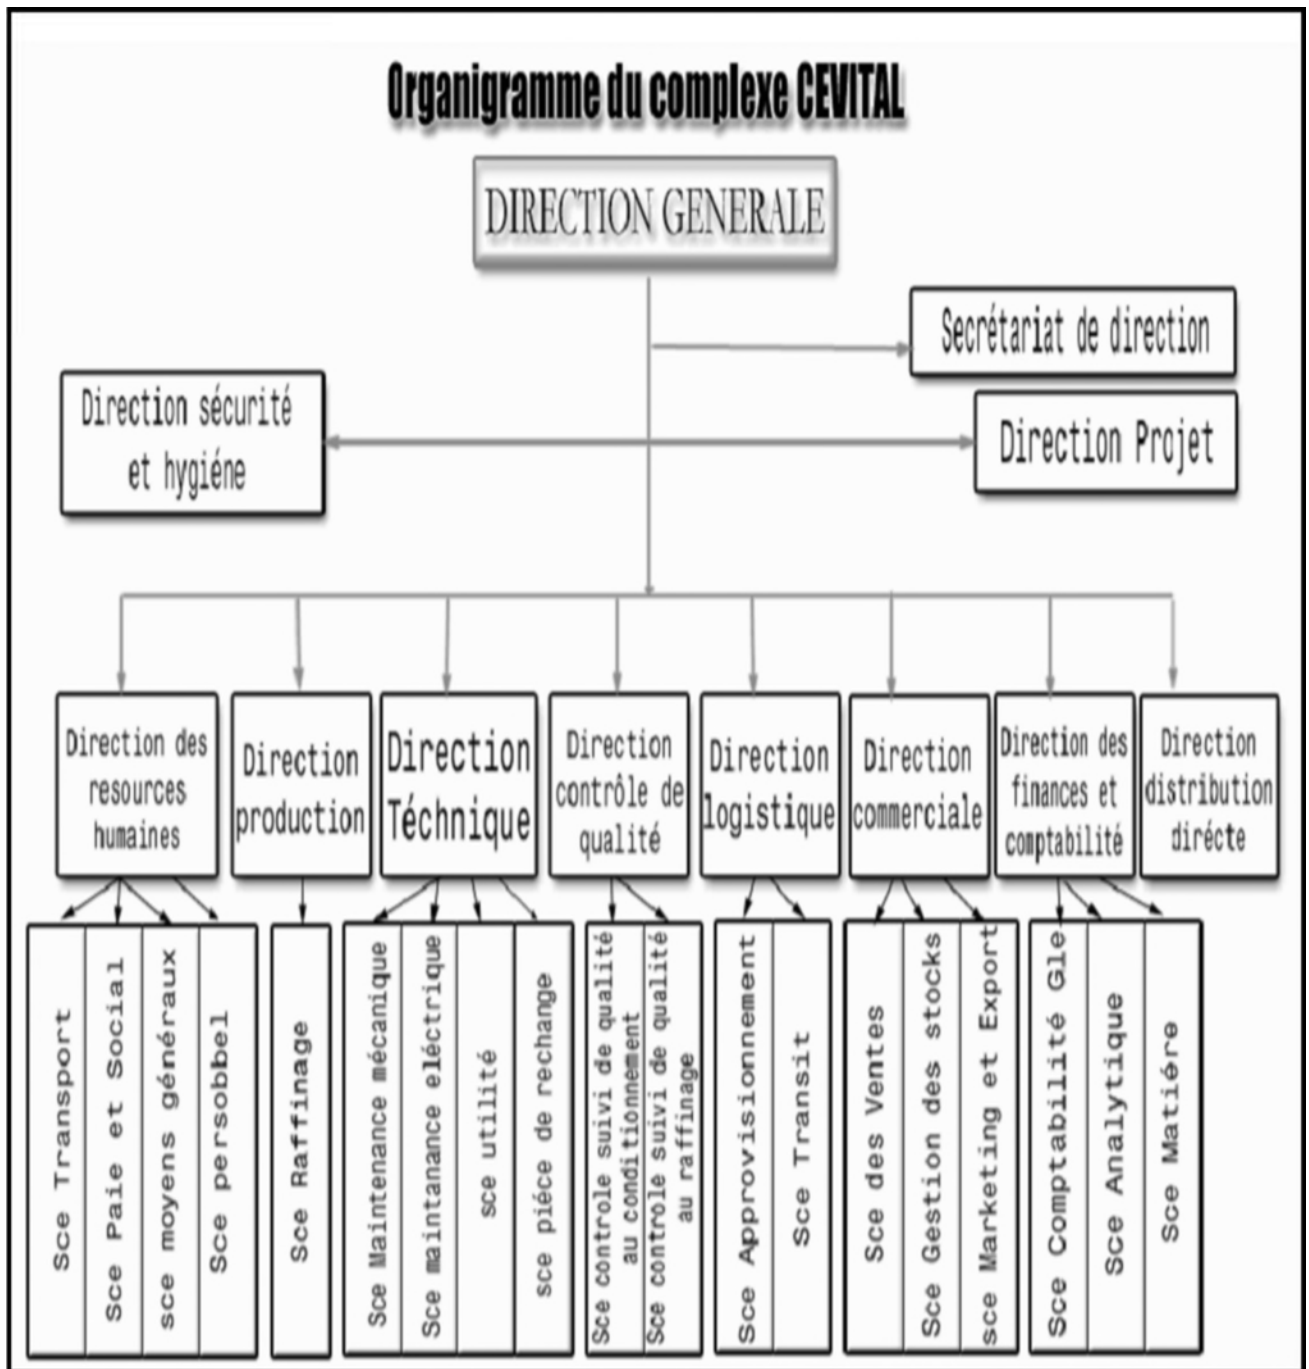 Organigramme du complexe CEVITAL
DIRECTION GENERALE
Secrétariat de direction
Direction sécurité
et hygiéne
Direction Projet
Direction des
resources
humaines
Direction
production
Direction
Téchnique
Direction
contrôle de
qualité
Direction
logistique
Direction
commerciale
Direction des
finances et
comptabilité
Direction
distribution
dirécte
Sce Transport
Sce Paie et Social
sce moyens généraux
Sce persobbel
Sce Raffinage
Sce Maintenance mécanique
Sce maintanance eléctrique
sce utilité
sce piéce de rechange
Sce controle suivi de qualité
au conditionnement
Sce controle suivi de qualité
au raffinage
Sce Approvisionnement
Sce Transit
Sce des Ventes
Sce Gestion des stocks
sce Marketing et Export
Sce Comptabilité Gle
Sce Analytique
Sce Matiére